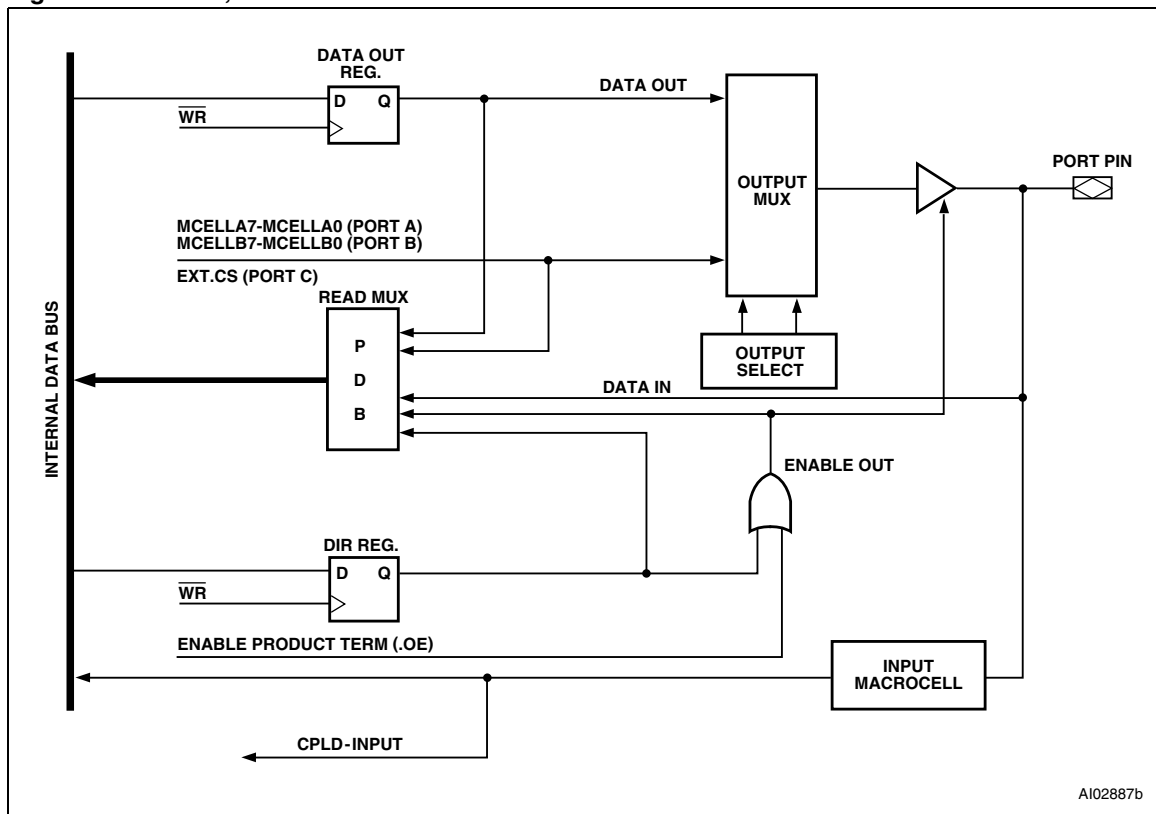 DATA OUT
REG.
D Q
WR
DATA OUT
OUTPUT
MUX
PORT PIN
MCELLA7-MCELLA0 (PORT A)
MCELLB7-MCELLB0 (PORT B)
EXT.CS (PORT C)
READ MUX
P
D
B
OUTPUT
SELECT
DATA IN
INTERNAL DATA BUS
ENABLE OUT
DIR REG.
D Q
WR
ENABLE PRODUCT TERM (.OE)
INPUT
MACROCELL
CPLD-INPUT
AI02887b